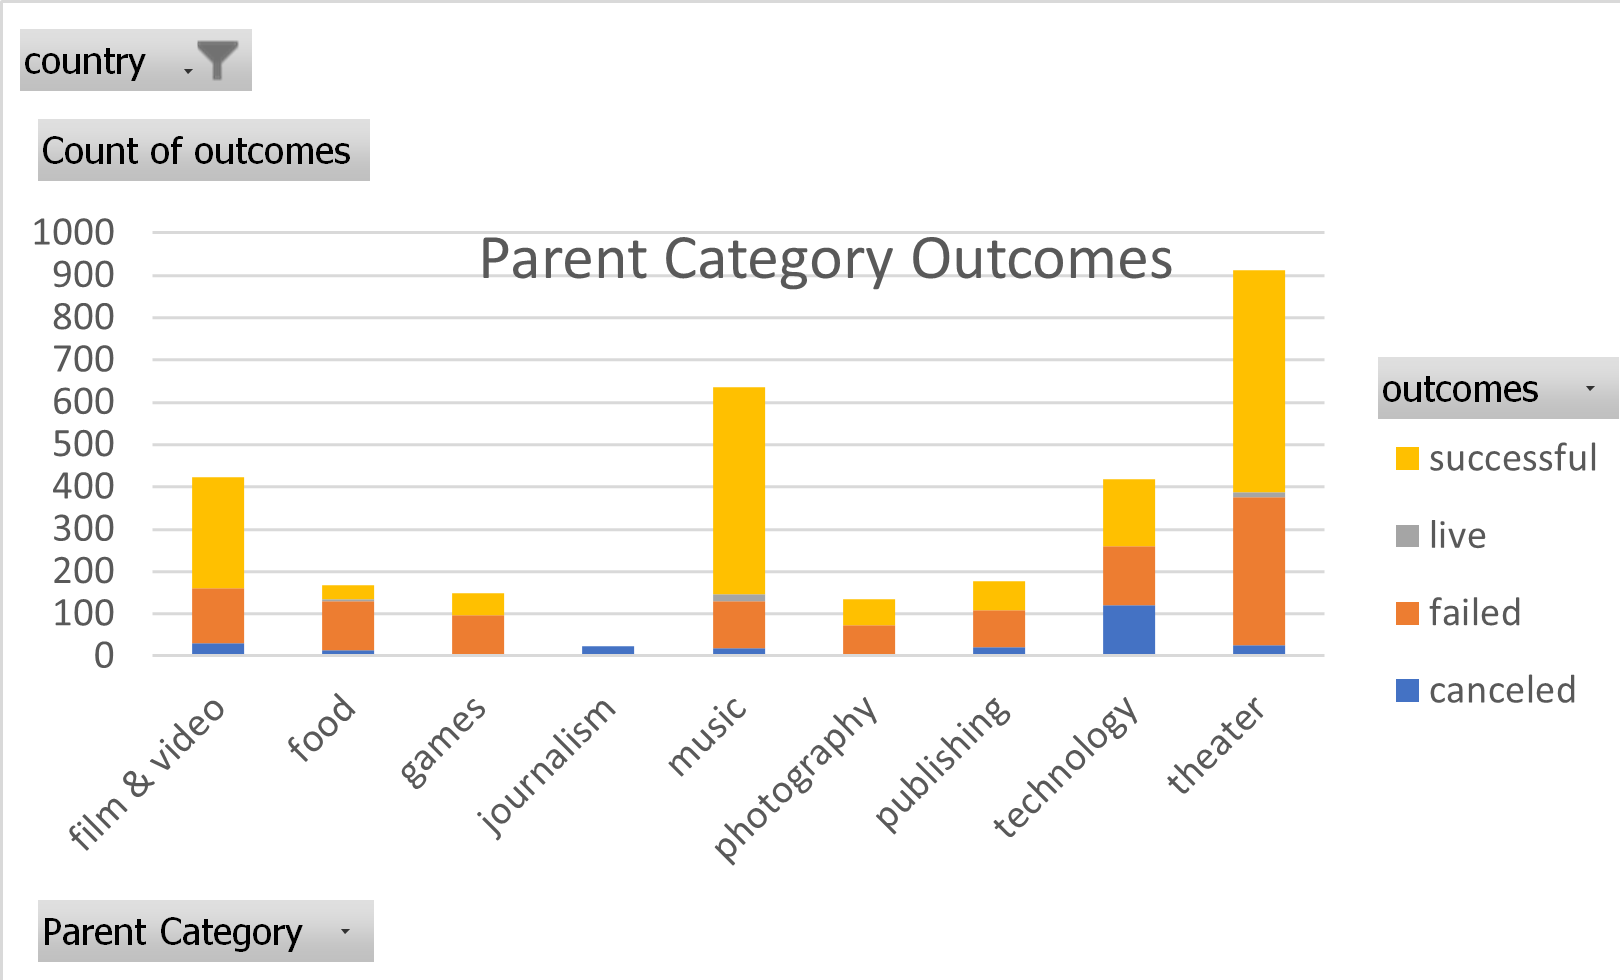 country
Count of outcomes
Parent Category Outcomes
1000
900
800
700
600
500
400
300
200
100
0
film & video
food
games
journalism
music
photography
publishing
technology
theater
outcomes
successful
live
failed
canceled
Parent Category